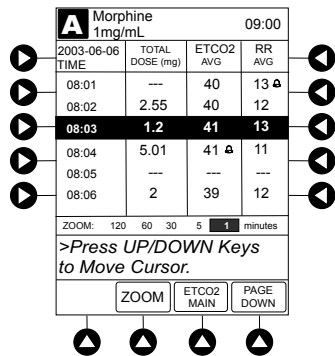 A Morphine 1mg/mL 09:00
2003-06-06 TIME TOTAL DOSE (mg) ETCO2 AVG RR AVG
08:01 --- 40 13
08:02 2.55 40 12
08:03 1.2 41 13
08:04 5.01 41 11
08:05 --- --- ---
08:06 2 39 12
ZOOM: 120 60 30 5 1 minutes
>Press UP/DOWN Keys
to Move Cursor.
ZOOM ETCO2 MAIN PAGE DOWN